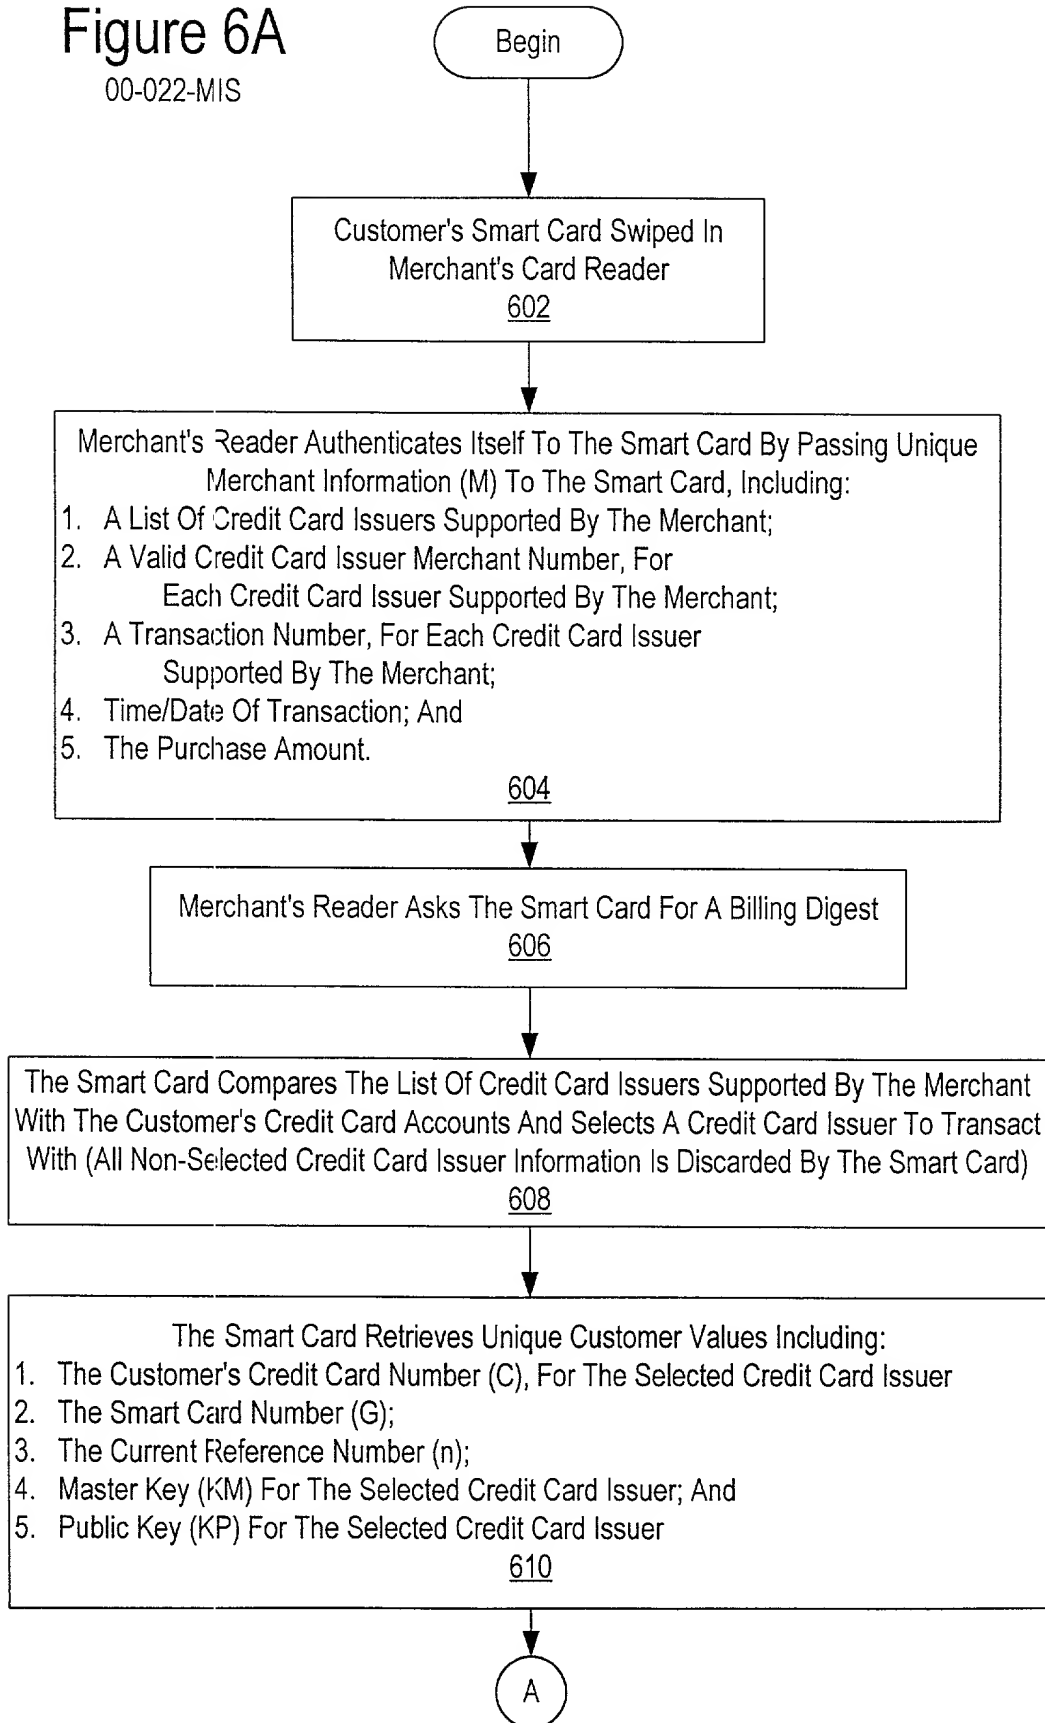 Figure 6A
00-022-MIS
Begin
Customer's Smart Card Swiped In
Merchant's Card Reader
602
Merchant's Reader Authenticates Itself To The Smart Card By Passing Unique
Merchant Information (M) To The Smart Card, Including:
1. A List Of Credit Card Issuers Supported By The Merchant;
2. A Valid Credit Card Issuer Merchant Number, For
Each Credit Card Issuer Supported By The Merchant;
3. A Transaction Number, For Each Credit Card Issuer
Supported By The Merchant;
4. Time/Date Of Transaction; And
5. The Purchase Amount.
604
Merchant's Reader Asks The Smart Card For A Billing Digest
606
The Smart Card Compares The List Of Credit Card Issuers Supported By The Merchant
With The Customer's Credit Card Accounts And Selects A Credit Card Issuer To Transact
With (All Non-Selected Credit Card Issuer Information Is Discarded By The Smart Card)
608
The Smart Card Retrieves Unique Customer Values Including:
1. The Customer's Credit Card Number (C), For The Selected Credit Card Issuer
2. The Smart Card Number (G);
3. The Current Reference Number (n);
4. Master Key (KM) For The Selected Credit Card Issuer; And
5. Public Key (KP) For The Selected Credit Card Issuer
610
A